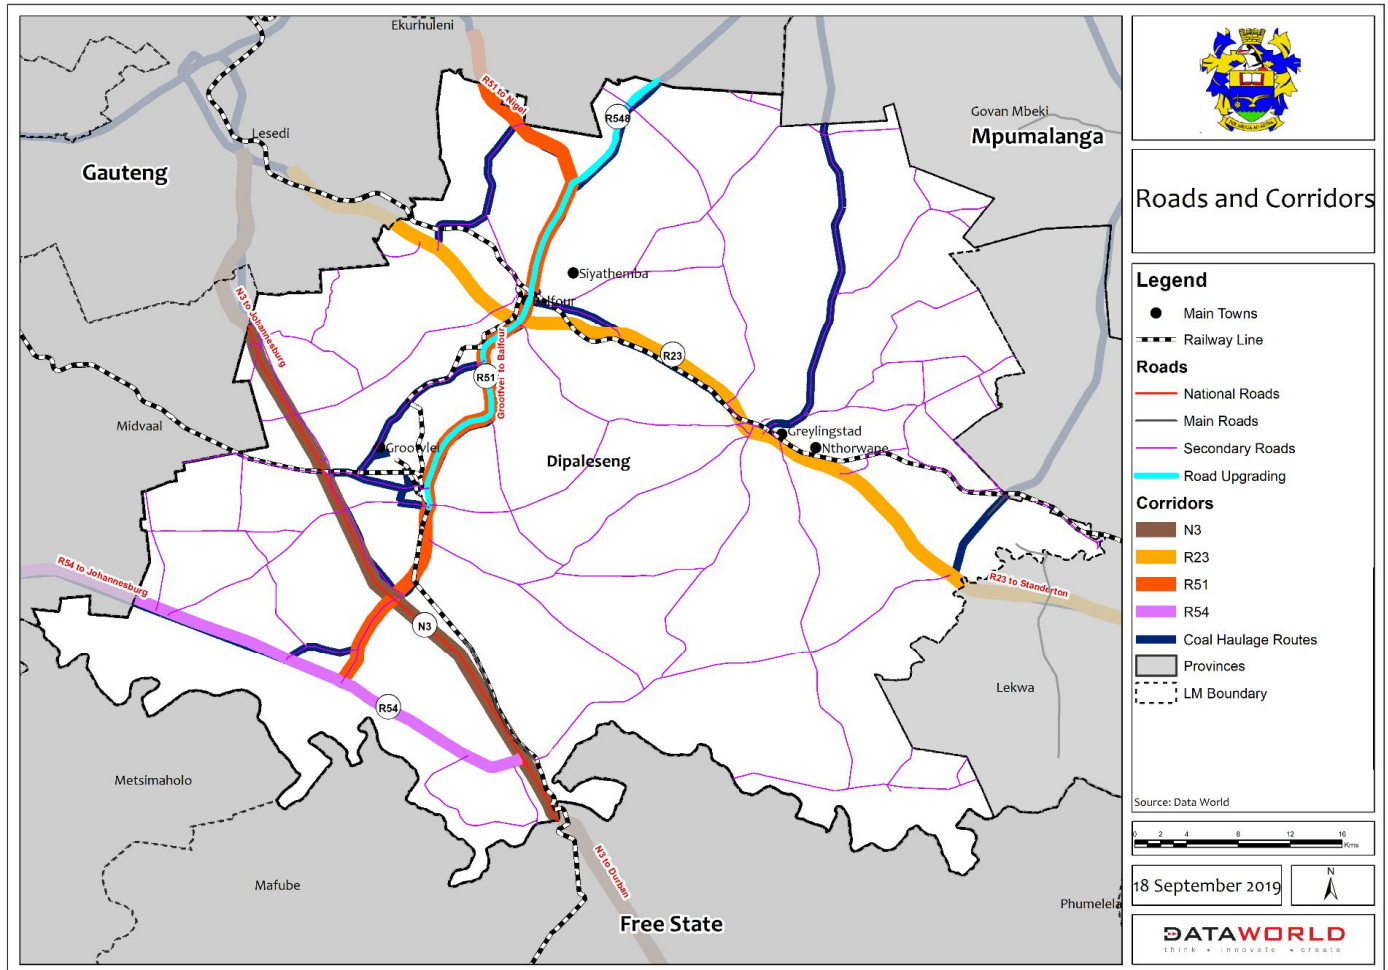 Ekurhuleni
R51 to Nigel
R548
Govan Mbeki
Mpumalanga
Lesedi
Gauteng
Siyathemba
N3 to Johannesburg
R23
R51
Grootvlei to Balfour
Midvaal
Greylingstad
Grootvlei
Nthorwane
Dipaleseng
R54 to Johannesburg
R23 to Standerton
N3
Lekwa
R54
Metsimaholo
N3 to Durban
Mafube
Phumelela
Free State
Roads and Corridors
Legend
Main Towns
Railway Line
Roads
National Roads
Main Roads
Secondary Roads
Road Upgrading
Corridors
N3
R23
R51
R54
Coal Haulage Routes
Provinces
LM Boundary
Source: Data World
0 2 4 8 12 16
Kms
18 September 2019
N
DATAWORLD
think • innovate • create